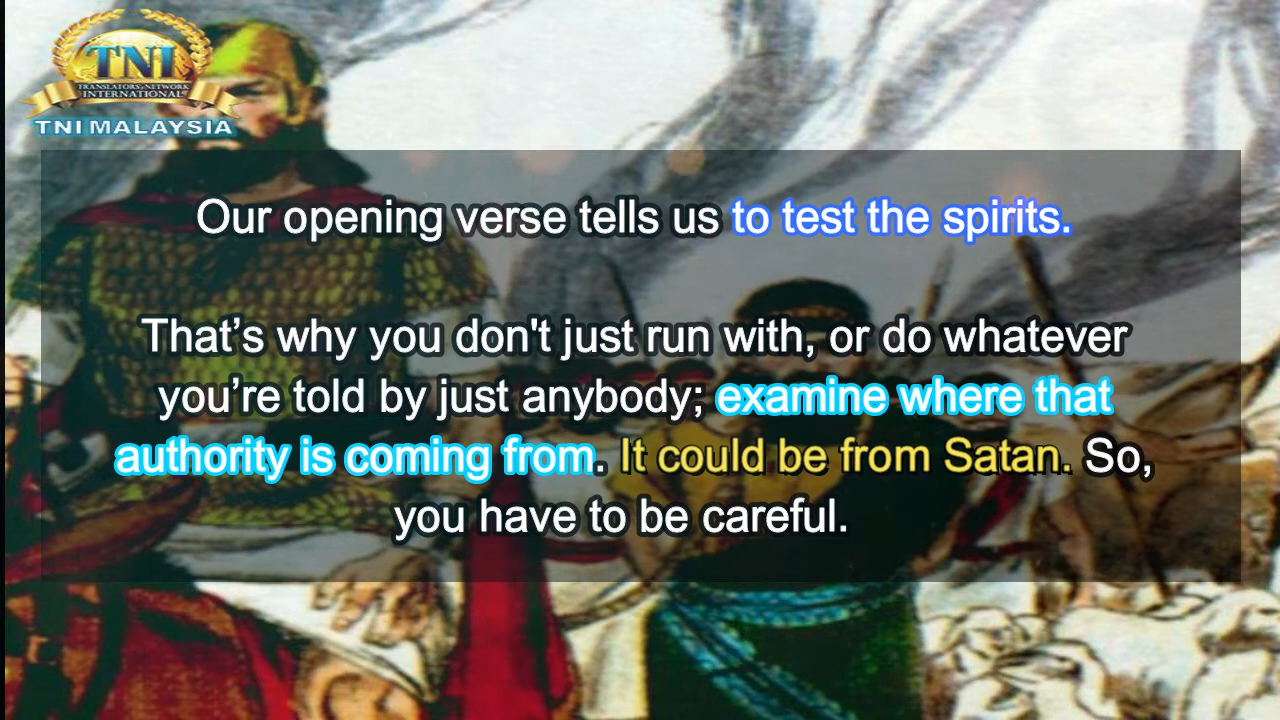 TNI
TRANSLATORS' NETWORK
INTERNATIONAL
TNI MALAYSIA
Our opening verse tells us to test the spirits.
That’s why you don't just run with, or do whatever
you’re told by just anybody; examine where that
authority is coming from. It could be from Satan. So,
you have to be careful.